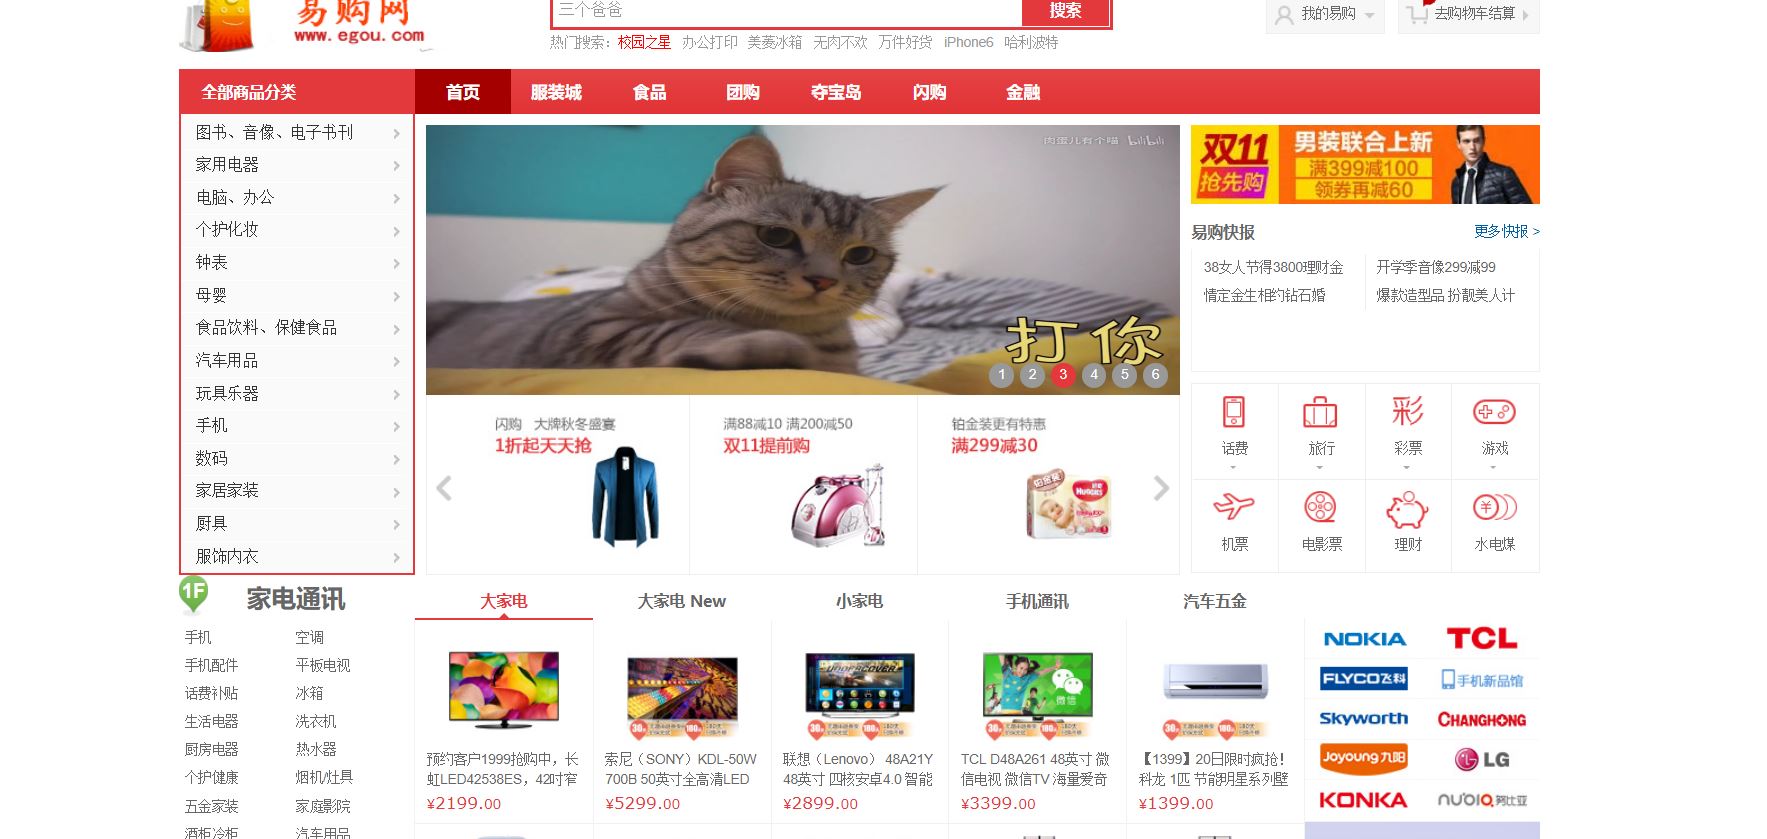 易购网
www.egou.com
三个爸爸
搜索
我的易购
去购物车结算
热门搜索: 校园之星 办公打印 美菱冰箱 无肉不欢 万件好货 iPhone6 哈利波特
全部商品分类
首页 服装城 食品 团购 夺宝岛 闪购 金融
图书、音像、电子书刊
家用电器
电脑、办公
个护化妆
钟表
母婴
食品饮料、保健食品
汽车用品
玩具乐器
手机
数码
家居家装
厨具
服饰内衣
肉蛋儿有个喵 bilibili
打你
1 2 3 4 5 6
闪购 大牌秋冬盛宴
1折起天天抢
满88减10 满200减50
双11提前购
铂金装更有特惠
满299减30
铂金装
HUGGIES
双11
抢先购
男装联合上新
满399减100
领券再减60
易购快报
更多快报 >
38女人节得3800理财金
开学季音像299减99
情定金生相约钻石婚
爆款造型品 扮靓美人计
话费 旅行 彩票 游戏
机票 电影票 理财 水电煤
1F
家电通讯
大家电 大家电 New 小家电 手机通讯 汽车五金
手机 空调
手机配件 平板电视
话费补贴 冰箱
生活电器 洗衣机
厨房电器 热水器
个护健康 烟机/灶具
五金家装 家庭影院
酒柜冷柜 汽车用品
微信
预约客户1999抢购中，长
虹LED42538ES，42吋窄
¥2199.00
索尼（SONY）KDL-50W
700B 50英寸全高清LED
¥5299.00
联想（Lenovo） 48A21Y
48英寸 四核安卓4.0 智能
¥2899.00
TCL D48A261 48英寸 微
信电视 微信TV 海量爱奇
¥3399.00
【1399】20日限时疯抢！
科龙 1匹 节能明星系列壁
¥1399.00
NOKIA TCL
FLYCO飞科 手机新品馆
Skyworth CHANGHONG
Joyoung九阳 LG
KONKA nubia努比亚